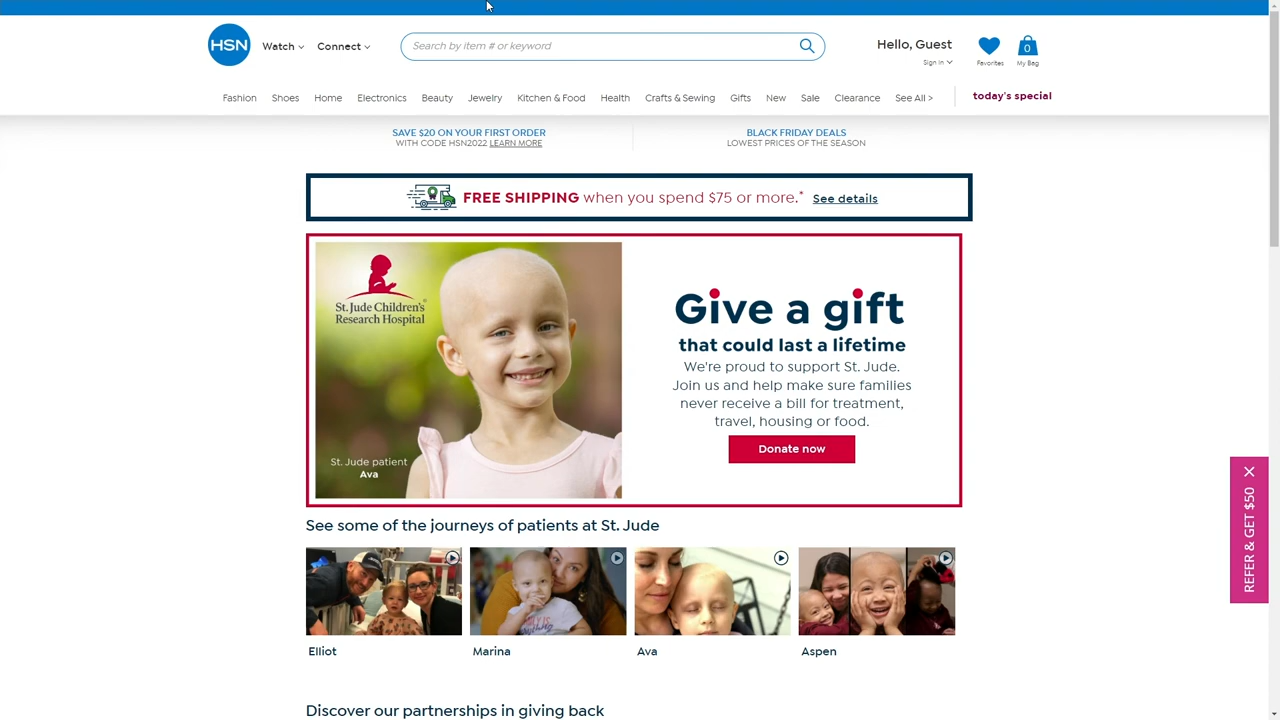 HSN
Watch
Connect
Search by item # or keyword
Hello, Guest
Sign In
Favorites
0
My Bag
Fashion
Shoes
Home
Electronics
Beauty
Jewelry
Kitchen & Food
Health
Crafts & Sewing
Gifts
New
Sale
Clearance
See All >
today's special
SAVE $20 ON YOUR FIRST ORDER
WITH CODE HSN2022 LEARN MORE
BLACK FRIDAY DEALS
LOWEST PRICES OF THE SEASON
FREE SHIPPING when you spend $75 or more.* See details
St. Jude Children's
Research Hospital
St. Jude patient
Ava
Give a gift
that could last a lifetime
We're proud to support St. Jude.
Join us and help make sure families
never receive a bill for treatment,
travel, housing or food.
Donate now
REFER & GET $50
See some of the journeys of patients at St. Jude
Elliot
Marina
Ava
Aspen
Discover our partnerships in giving back